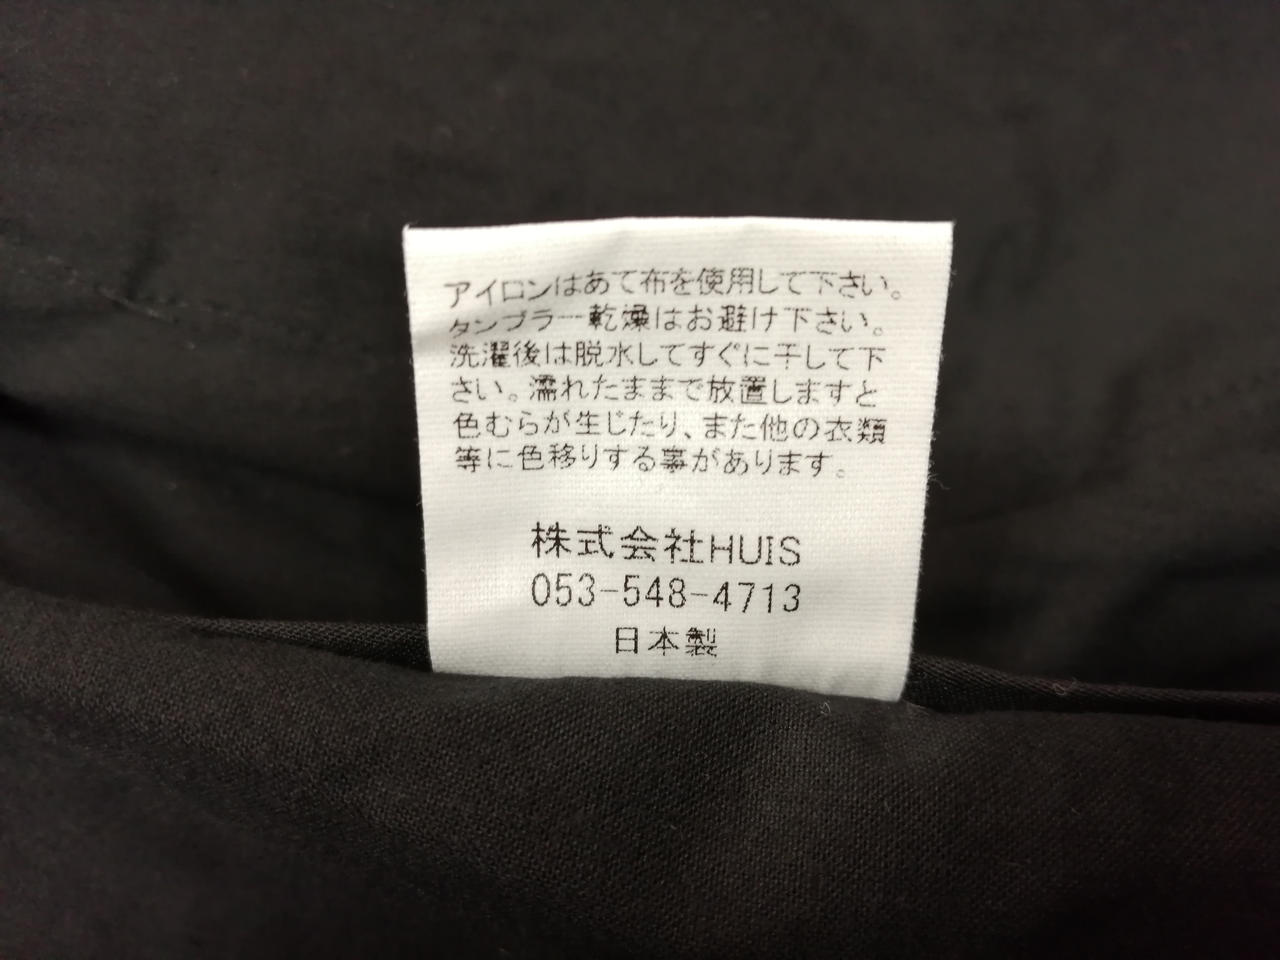 アイロンはあて布を使用して下さい。
タンブラー乾燥はお避け下さい。
洗濯後は脱水してすぐに干して下
さい。濡れたままで放置しますと
色むらが生じたり、また他の衣類
等に色移りする事があります。
株式会社HUIS
053-548-4713
日本製